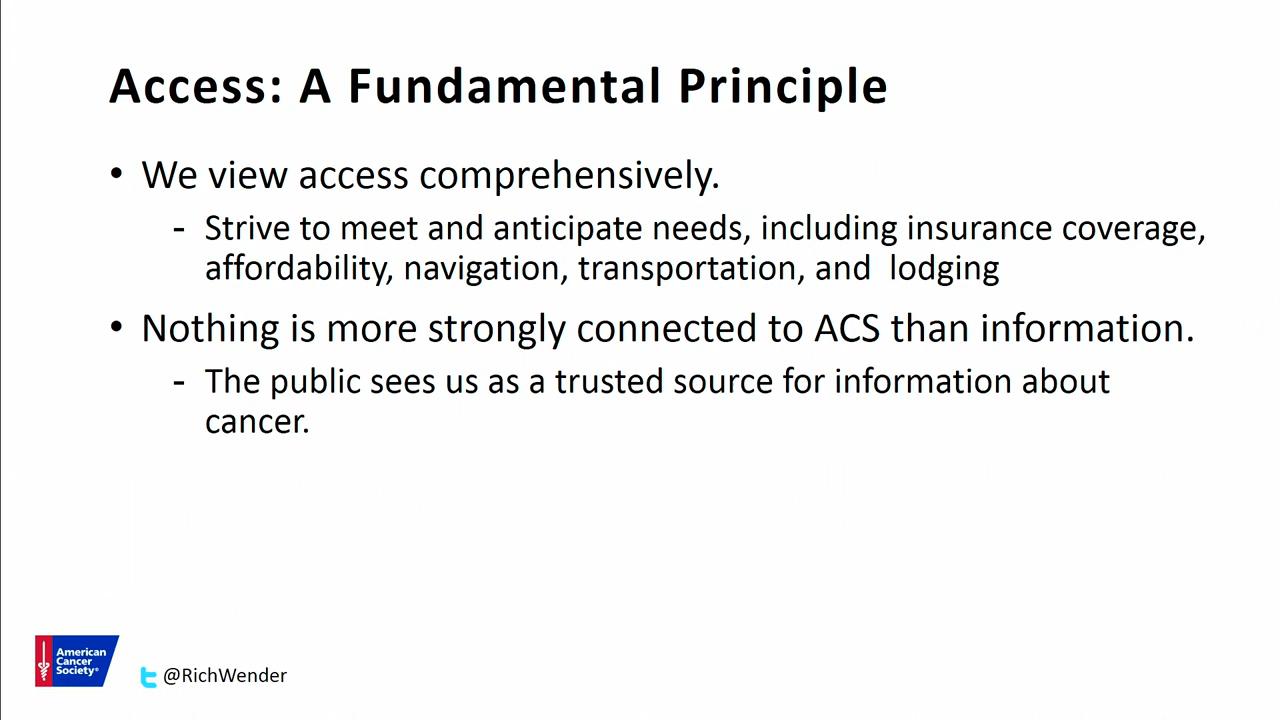 Access: A Fundamental Principle
• We view access comprehensively.
- Strive to meet and anticipate needs, including insurance coverage,
affordability, navigation, transportation, and  lodging
• Nothing is more strongly connected to ACS than information.
- The public sees us as a trusted source for information about
cancer.
American
Cancer
Society®
@RichWender